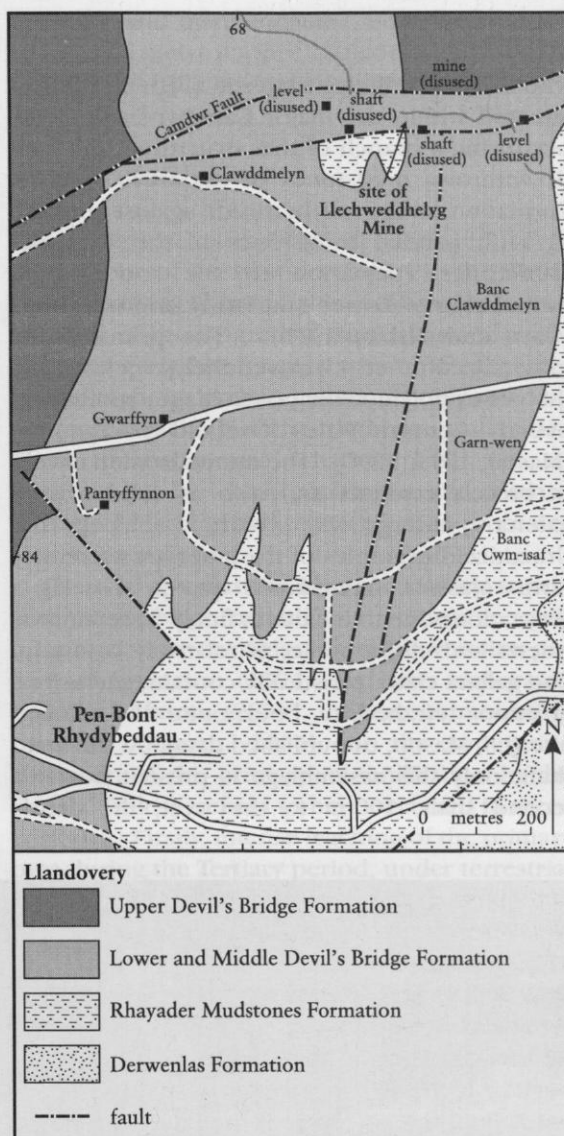 68
mine
(disused)
level
(disused)
shaft
(disused)
Camdwr Fault
Clawddmelyn
shaft
(disused)
level
(disused)
site of
Llechweddhelyg
Mine
Banc
Clawddmelyn
Gwarffyn
Garn-wen
Pantyffynnon
84
Banc
Cwm-isaf
Pen-Bont
Rhydybeddau
N
0 metres 200
Llandovery
Upper Devil's Bridge Formation
Lower and Middle Devil's Bridge Formation
Rhayader Mudstones Formation
Derwenlas Formation
fault